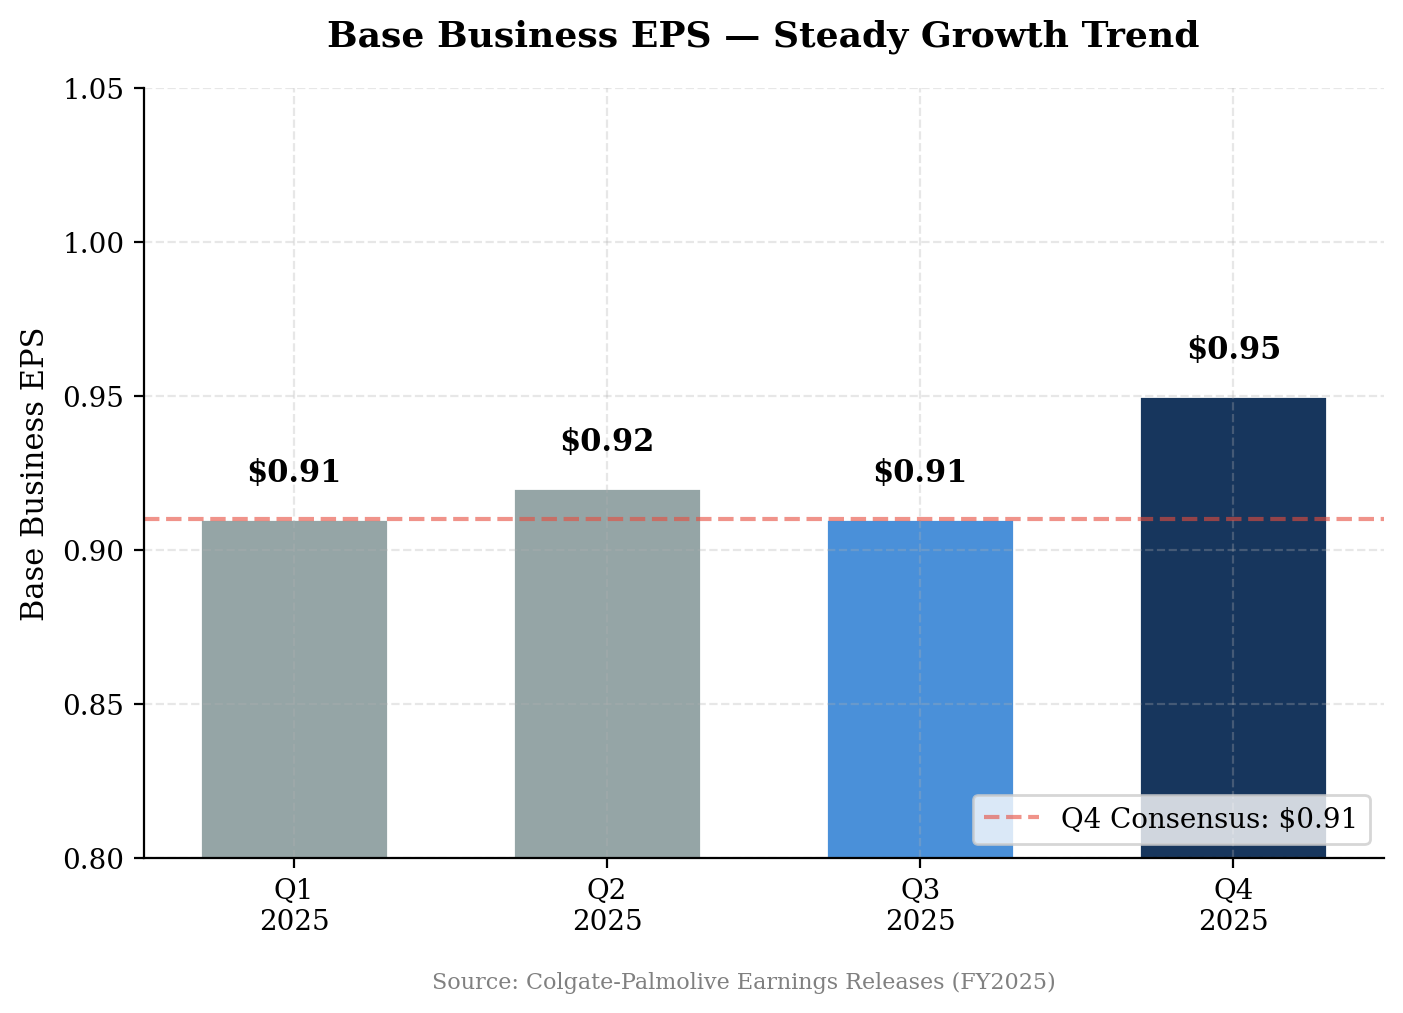 Base Business EPS — Steady Growth Trend
Base Business EPS
1.05
1.00
0.95
0.90
0.85
0.80
$0.91
$0.92
$0.91
$0.95
Q4 Consensus: $0.91
Q1
2025
Q2
2025
Q3
2025
Q4
2025
Source: Colgate-Palmolive Earnings Releases (FY2025)